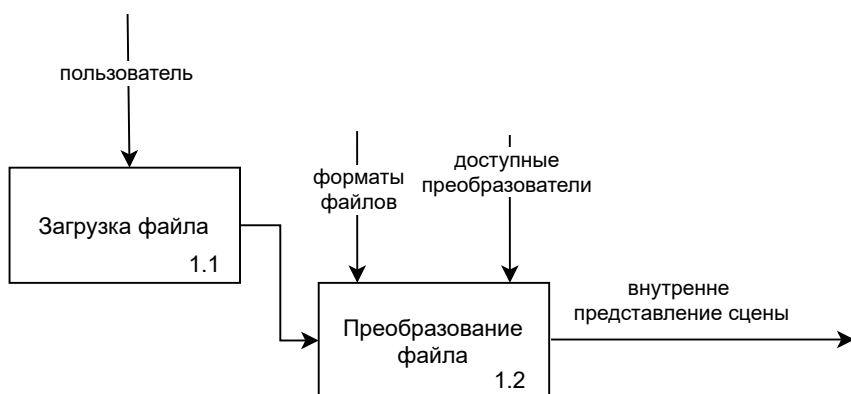 пользователь
Загрузка файла
1.1
форматы
файлов
доступные
преобразователи
Преобразование
файла
1.2
внутренне
представление сцены